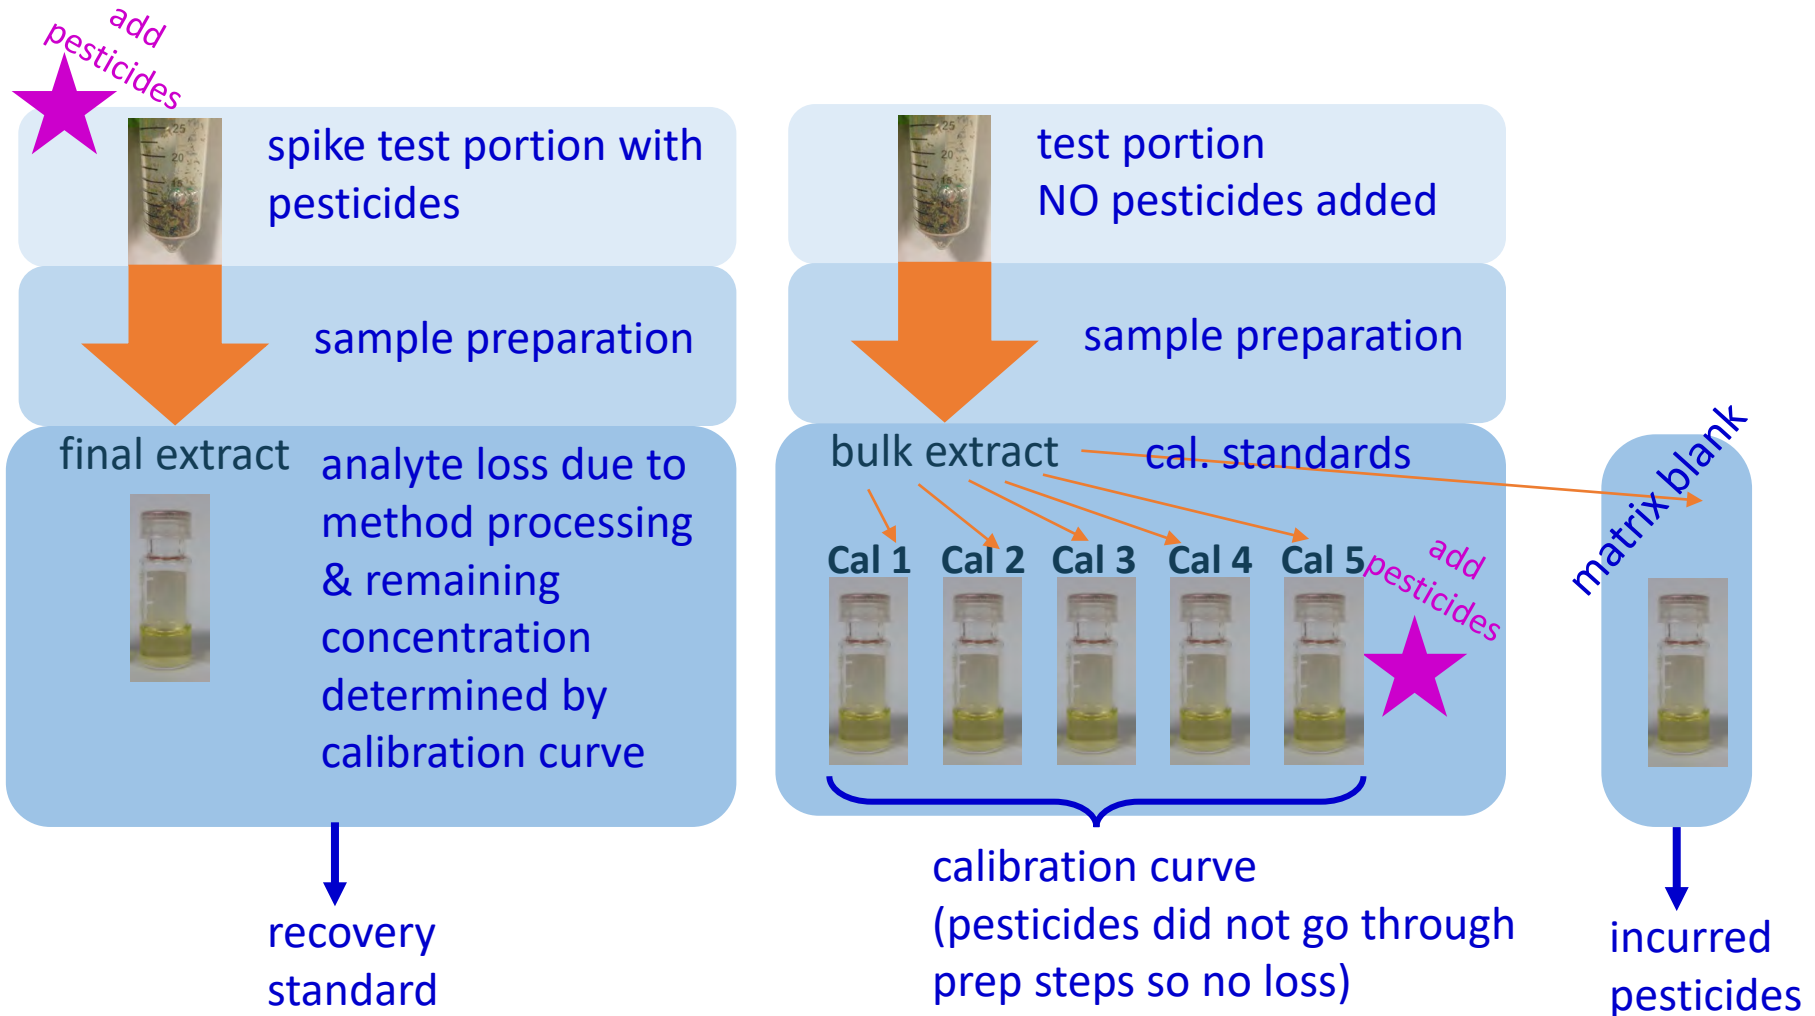 add
pesticides
spike test portion with
pesticides
sample preparation
final extract
analyte loss due to
method processing
& remaining
concentration
determined by
calibration curve
recovery
standard
test portion
NO pesticides added
sample preparation
bulk extract
cal. standards
Cal 1
Cal 2
Cal 3
Cal 4
Cal 5
add
pesticides
calibration curve
(pesticides did not go through
prep steps so no loss)
matrix blank
incurred
pesticides